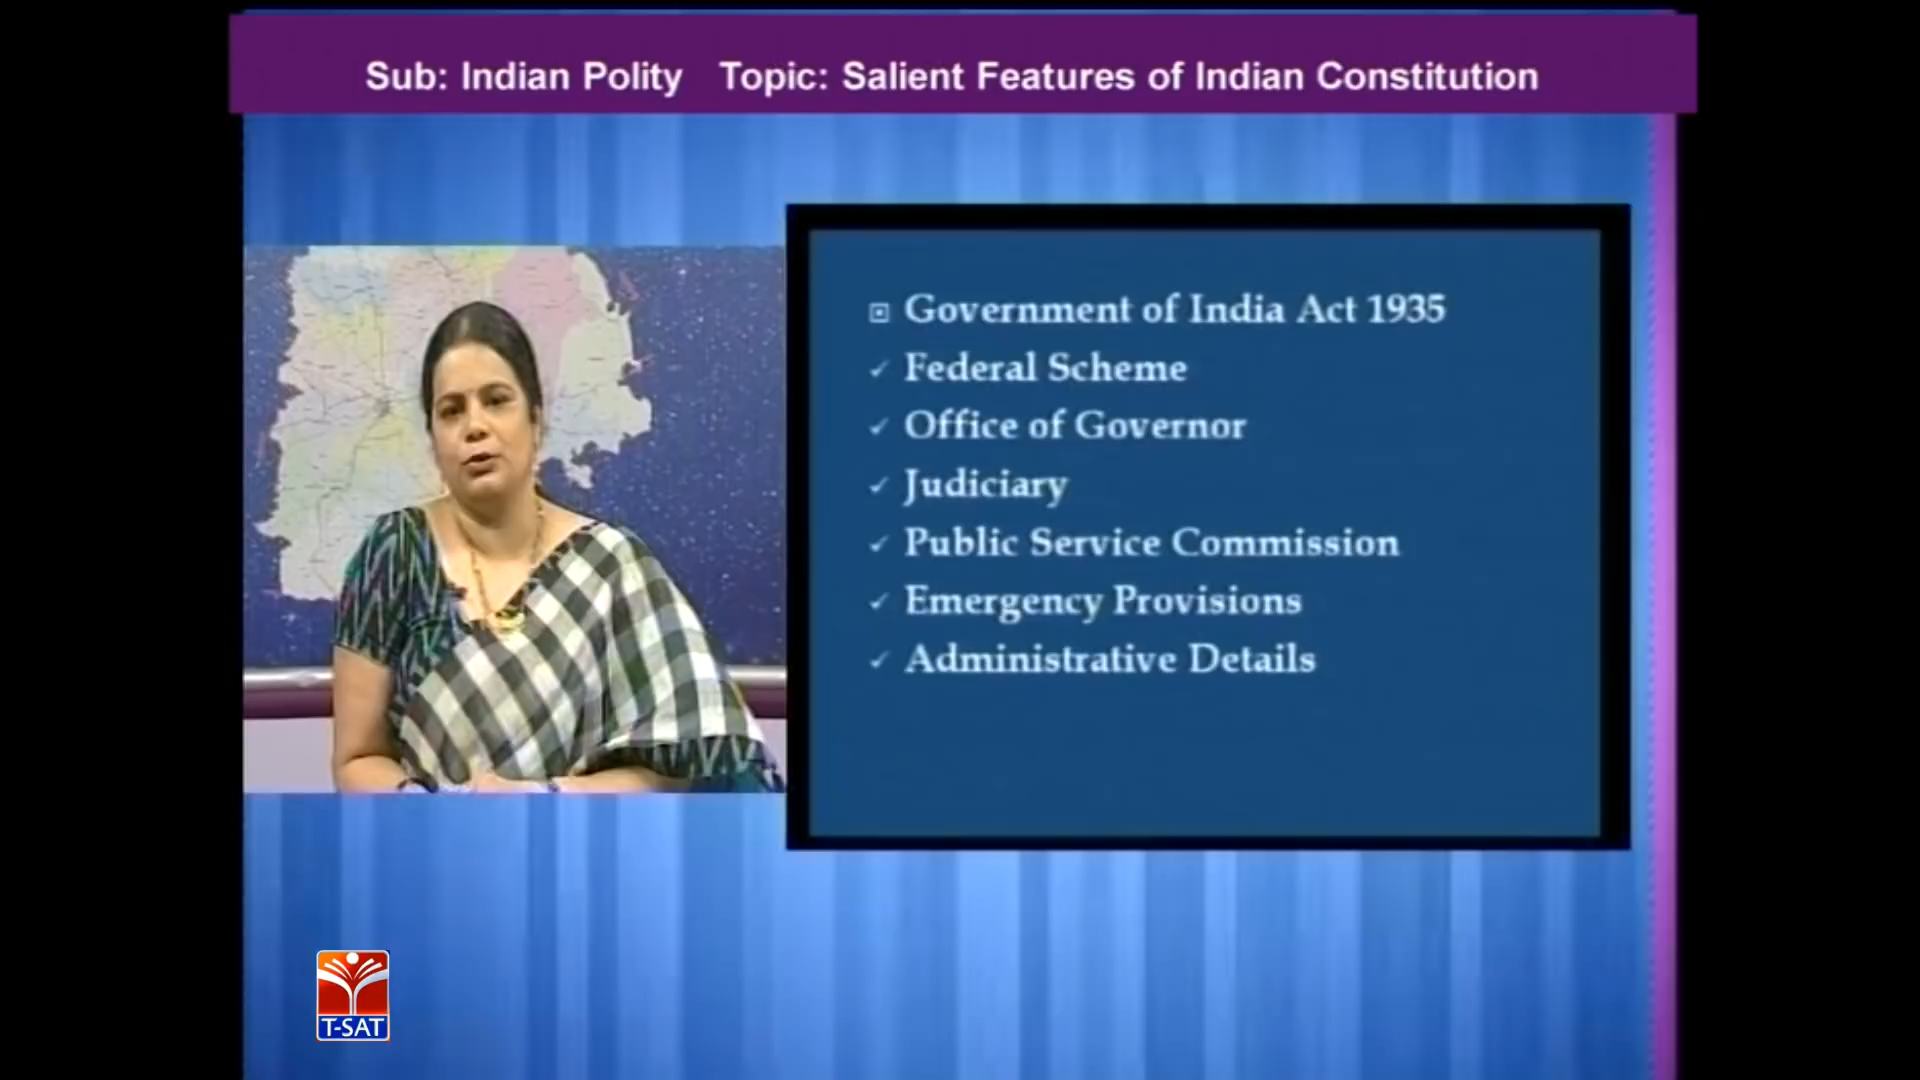 Sub: Indian Polity Topic: Salient Features of Indian Constitution
Government of India Act 1935
Federal Scheme
Office of Governor
Judiciary
Public Service Commission
Emergency Provisions
Administrative Details
T-SAT